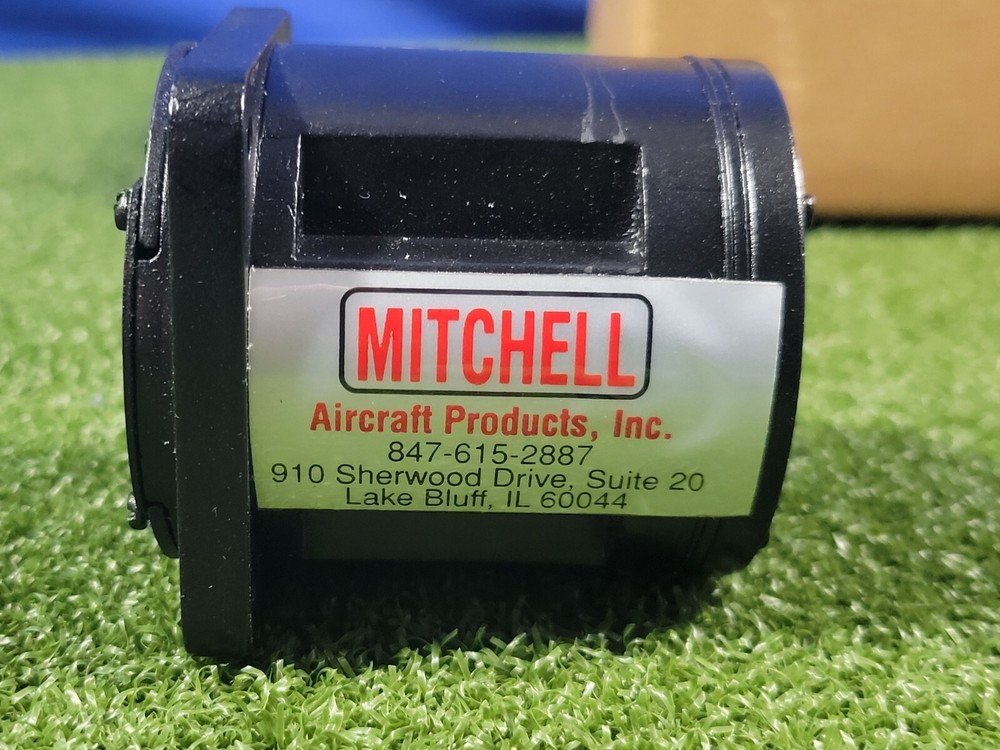 MITCHELL
Aircraft Products, Inc.
847-615-2887
910 Sherwood Drive, Suite 20
Lake Bluff, IL 60044